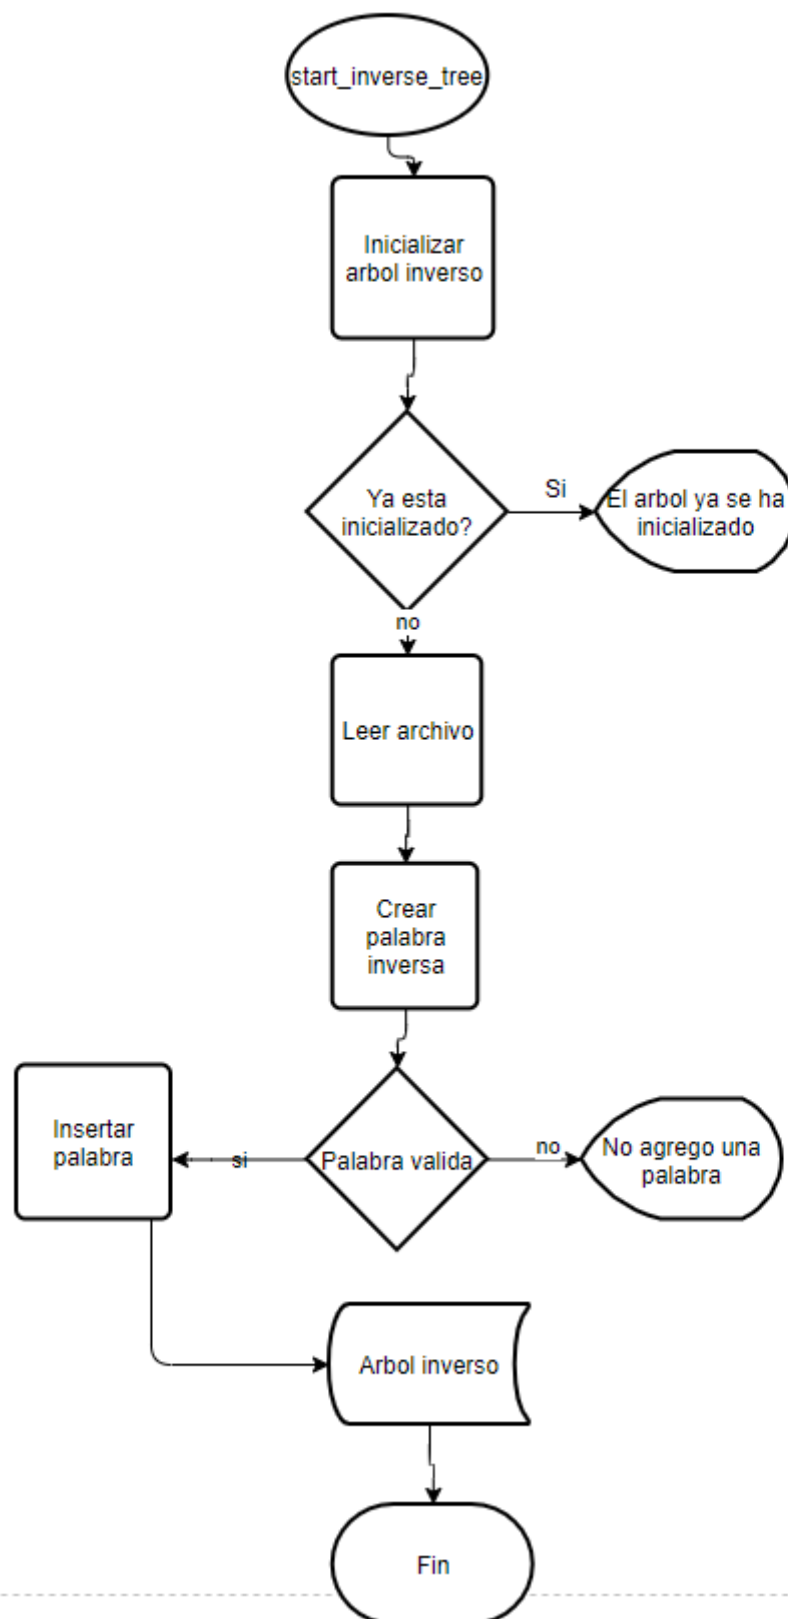 start_inverse_tree
Inicializar
arbol inverso
Ya esta
inicializado?
Si
El arbol ya se ha
inicializado
no
Leer archivo
Crear
palabra
inversa
Insertar
palabra
si
Palabra valida
no
No agrego una
palabra
Arbol inverso
Fin